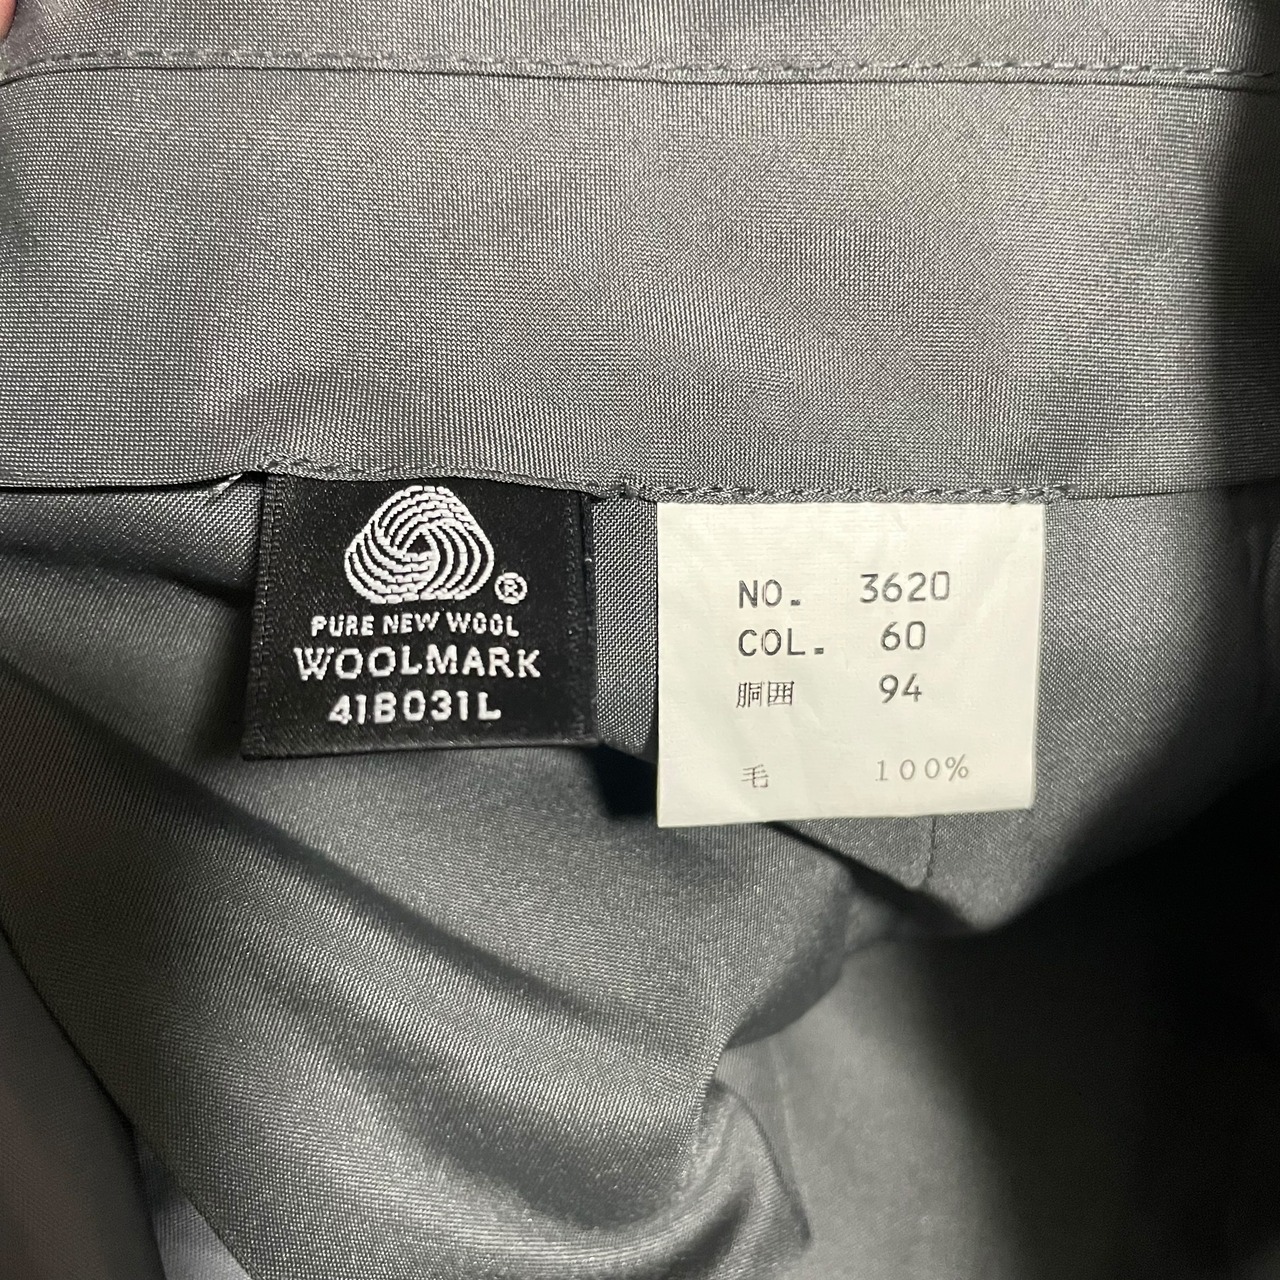 ®
PURE NEW WOOL
WOOLMARK
41B031L
NO. 3620
COL. 60
胴囲 94
毛 100%